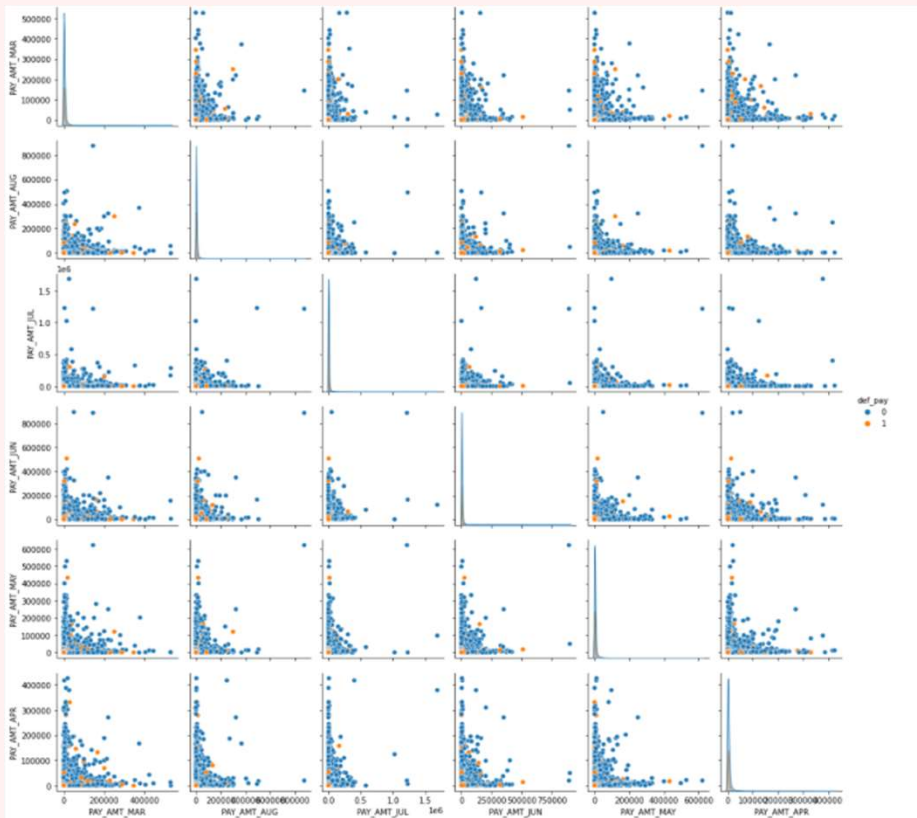 500000
400000
300000
200000
100000
0
PAY_AMT_MAR
800000
600000
400000
200000
0
PAY_AMT_AUG
1e6
1.5
1.0
0.5
0.0
PAY_AMT_JUL
def_pay
0
1
800000
600000
400000
200000
0
PAY_AMT_JUN
600000
500000
400000
300000
200000
100000
0
PAY_AMT_MAY
400000
300000
200000
100000
0
PAY_AMT_APR
0 200000 400000
0 200000 400000 600000 800000
0.0 0.5 1.0 1.5
1e6
0 250000 500000 750000
0 200000 400000 600000
0 100000 200000 300000 400000
PAY_AMT_MAR PAY_AMT_AUG PAY_AMT_JUL PAY_AMT_JUN PAY_AMT_MAY PAY_AMT_APR